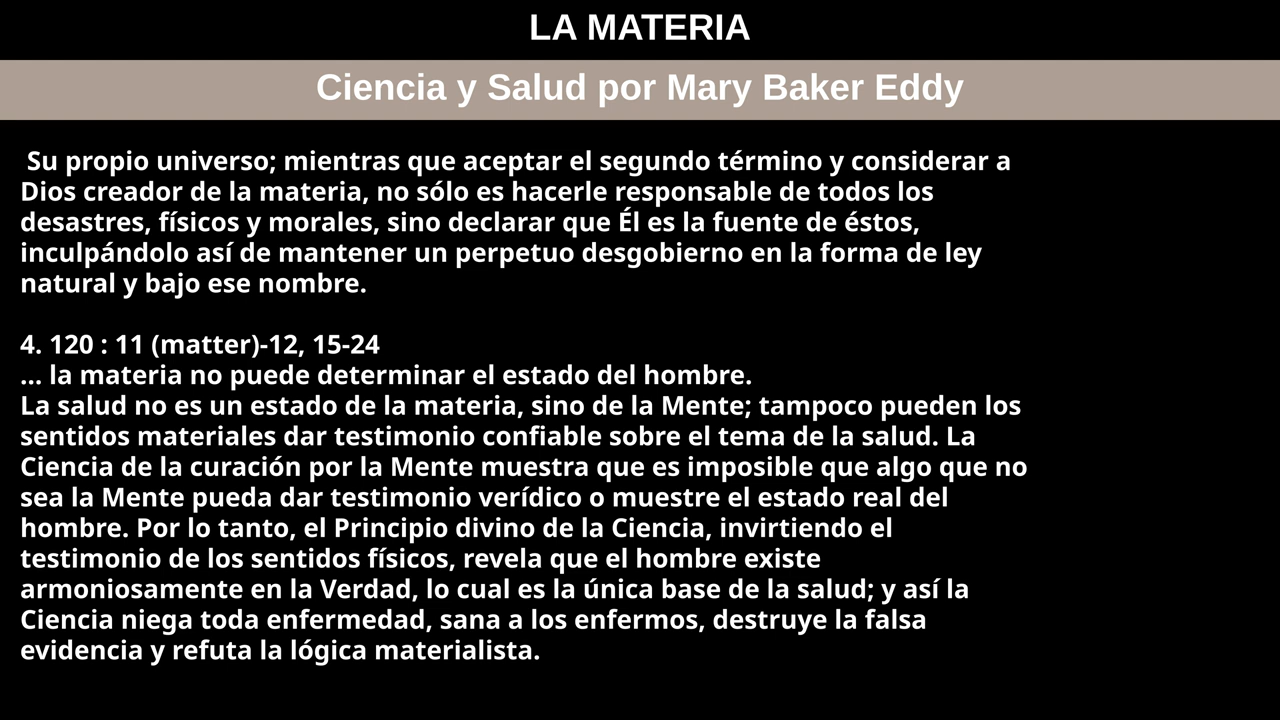 LA MATERIA
Ciencia y Salud por Mary Baker Eddy
Su propio universo; mientras que aceptar el segundo término y considerar a
Dios creador de la materia, no sólo es hacerle responsable de todos los
desastres, físicos y morales, sino declarar que Él es la fuente de éstos,
inculpándolo así de mantener un perpetuo desgobierno en la forma de ley
natural y bajo ese nombre.
4. 120 : 11 (matter)-12, 15-24
... la materia no puede determinar el estado del hombre.
La salud no es un estado de la materia, sino de la Mente; tampoco pueden los
sentidos materiales dar testimonio confiable sobre el tema de la salud. La
Ciencia de la curación por la Mente muestra que es imposible que algo que no
sea la Mente pueda dar testimonio verídico o muestre el estado real del
hombre. Por lo tanto, el Principio divino de la Ciencia, invirtiendo el
testimonio de los sentidos físicos, revela que el hombre existe
armoniosamente en la Verdad, lo cual es la única base de la salud; y así la
Ciencia niega toda enfermedad, sana a los enfermos, destruye la falsa
evidencia y refuta la lógica materialista.